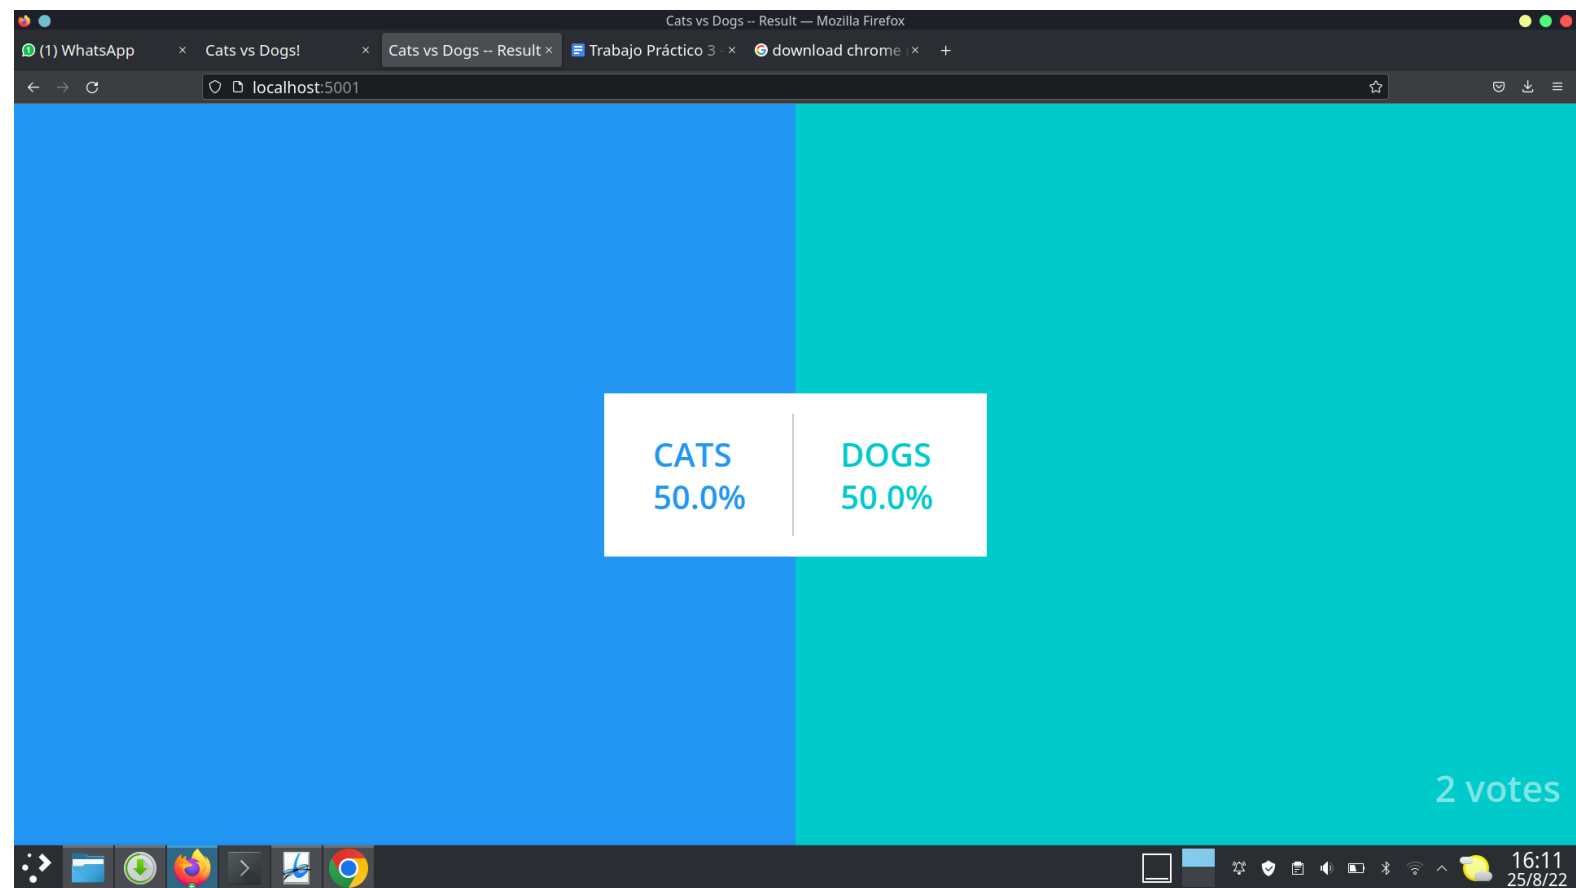 Cats vs Dogs -- Result — Mozilla Firefox
(1) WhatsApp
Cats vs Dogs!
Cats vs Dogs -- Result
Trabajo Práctico 3 -
download chrome
localhost:5001
CATS
50.0%
DOGS
50.0%
2 votes
16:11
25/8/22